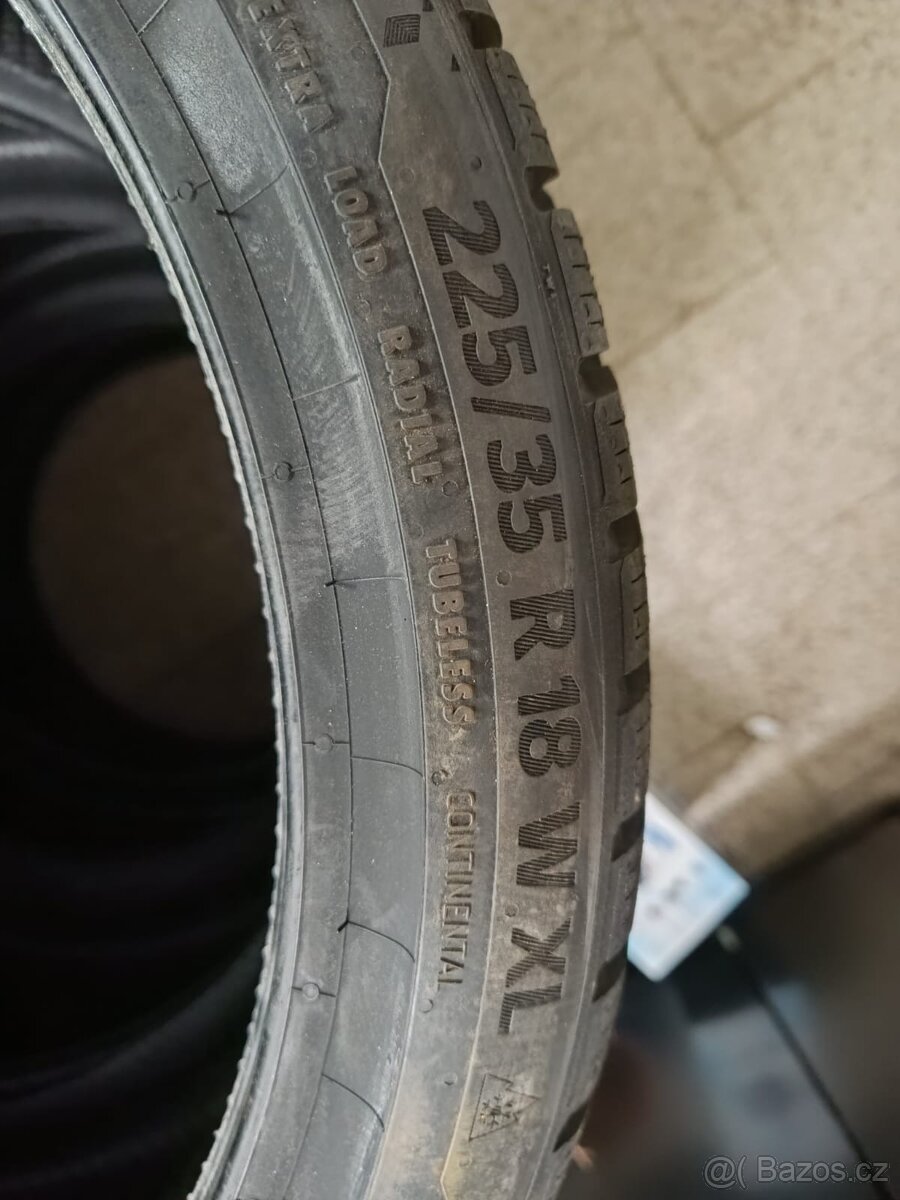 EXTRA LOAD RADIAL TUBELESS CONTINENTAL
225/35 R 18 W XL
@( Bazos.cz